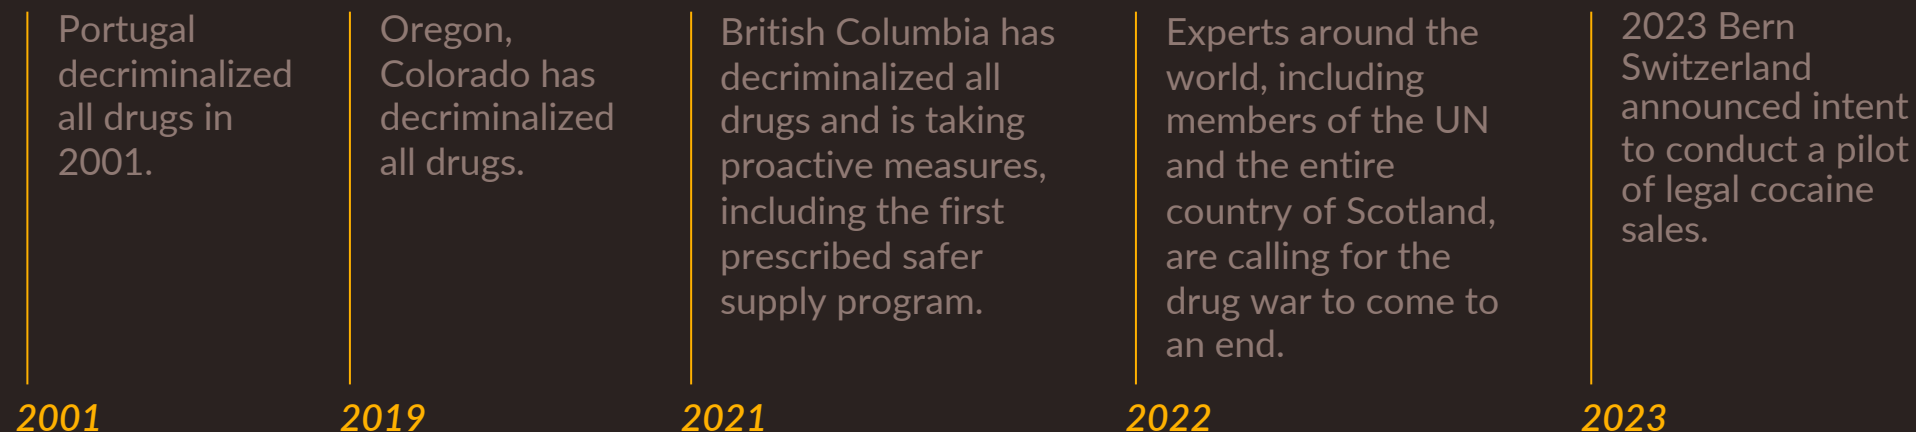 Portugal
decriminalized
all drugs in
2001.
2001
Oregon,
Colorado has
decriminalized
all drugs.
2019
British Columbia has
decriminalized all
drugs and is taking
proactive measures,
including the first
prescribed safer
supply program.
2021
Experts around the
world, including
members of the UN
and the entire
country of Scotland,
are calling for the
drug war to come to
an end.
2022
2023 Bern
Switzerland
announced intent
to conduct a pilot
of legal cocaine
sales.
2023